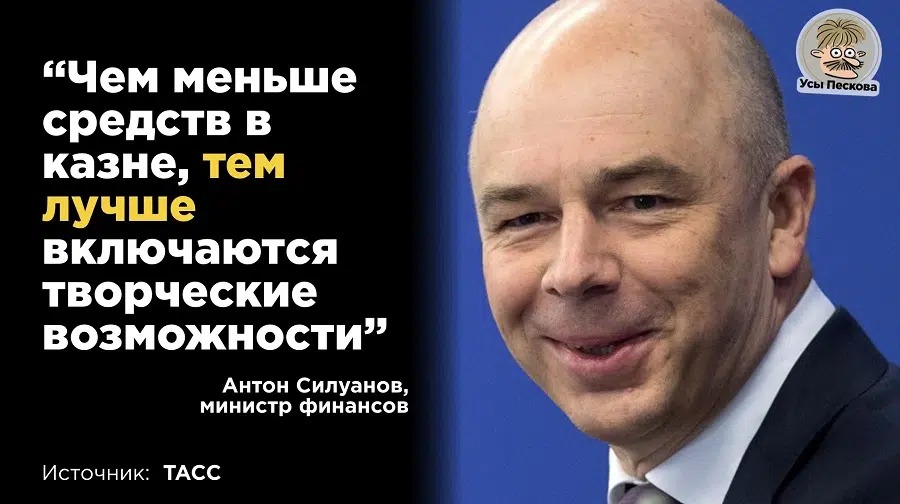 “Чем меньше
средств в
казне, тем
лучше
включаются
творческие
возможности”
Антон Силуанов,
министр финансов
Источник: ТАСС
Усы Пескова